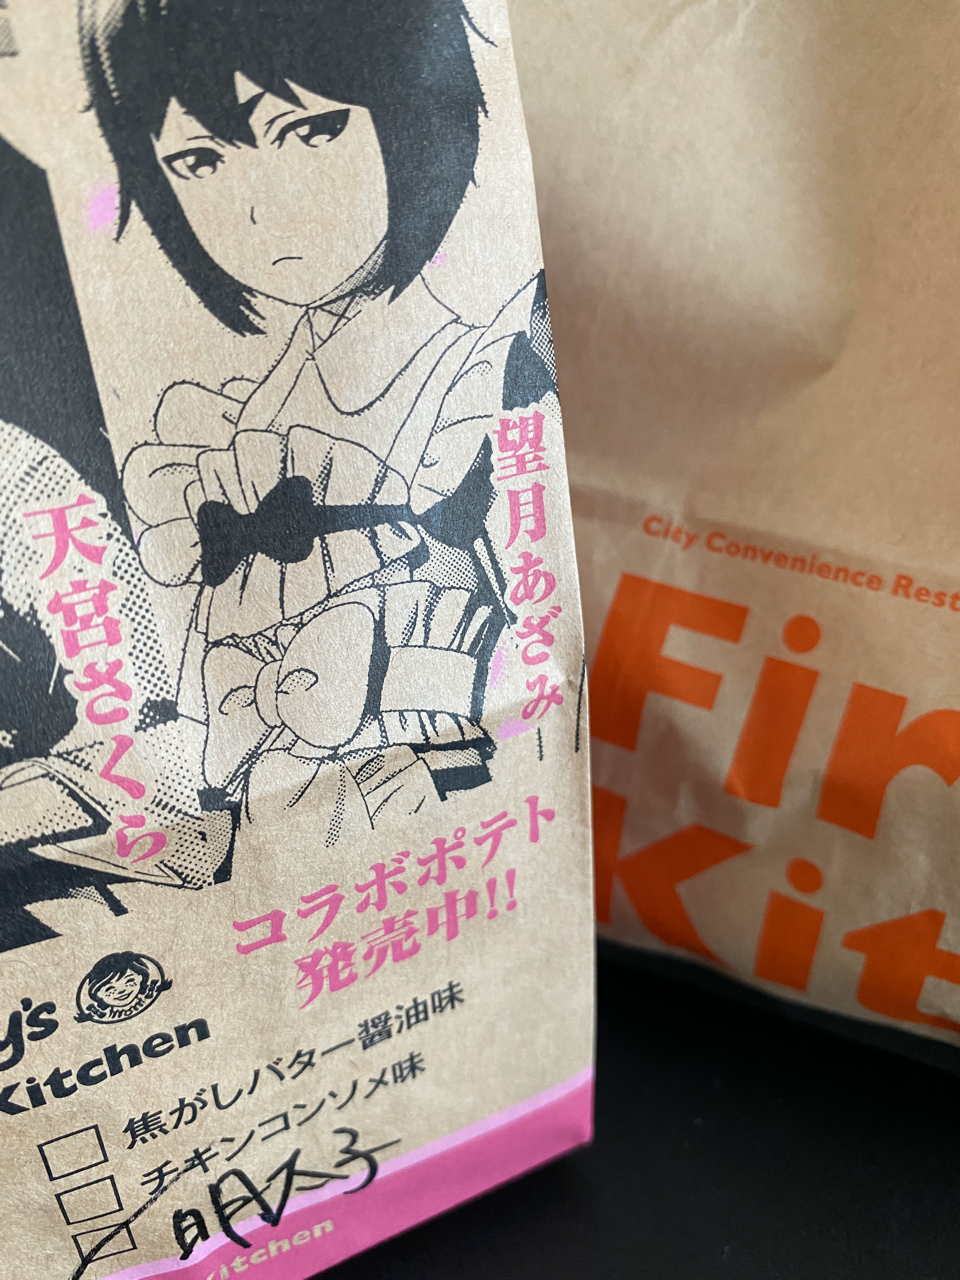 天宮さくら
望月あざみ
コラボポテト
発売中!!
y's
Kitchen
焦がしバター醤油味
チキンコンソメ味
明太子
Kitchen
City Convenience Rest
Fir
Kit